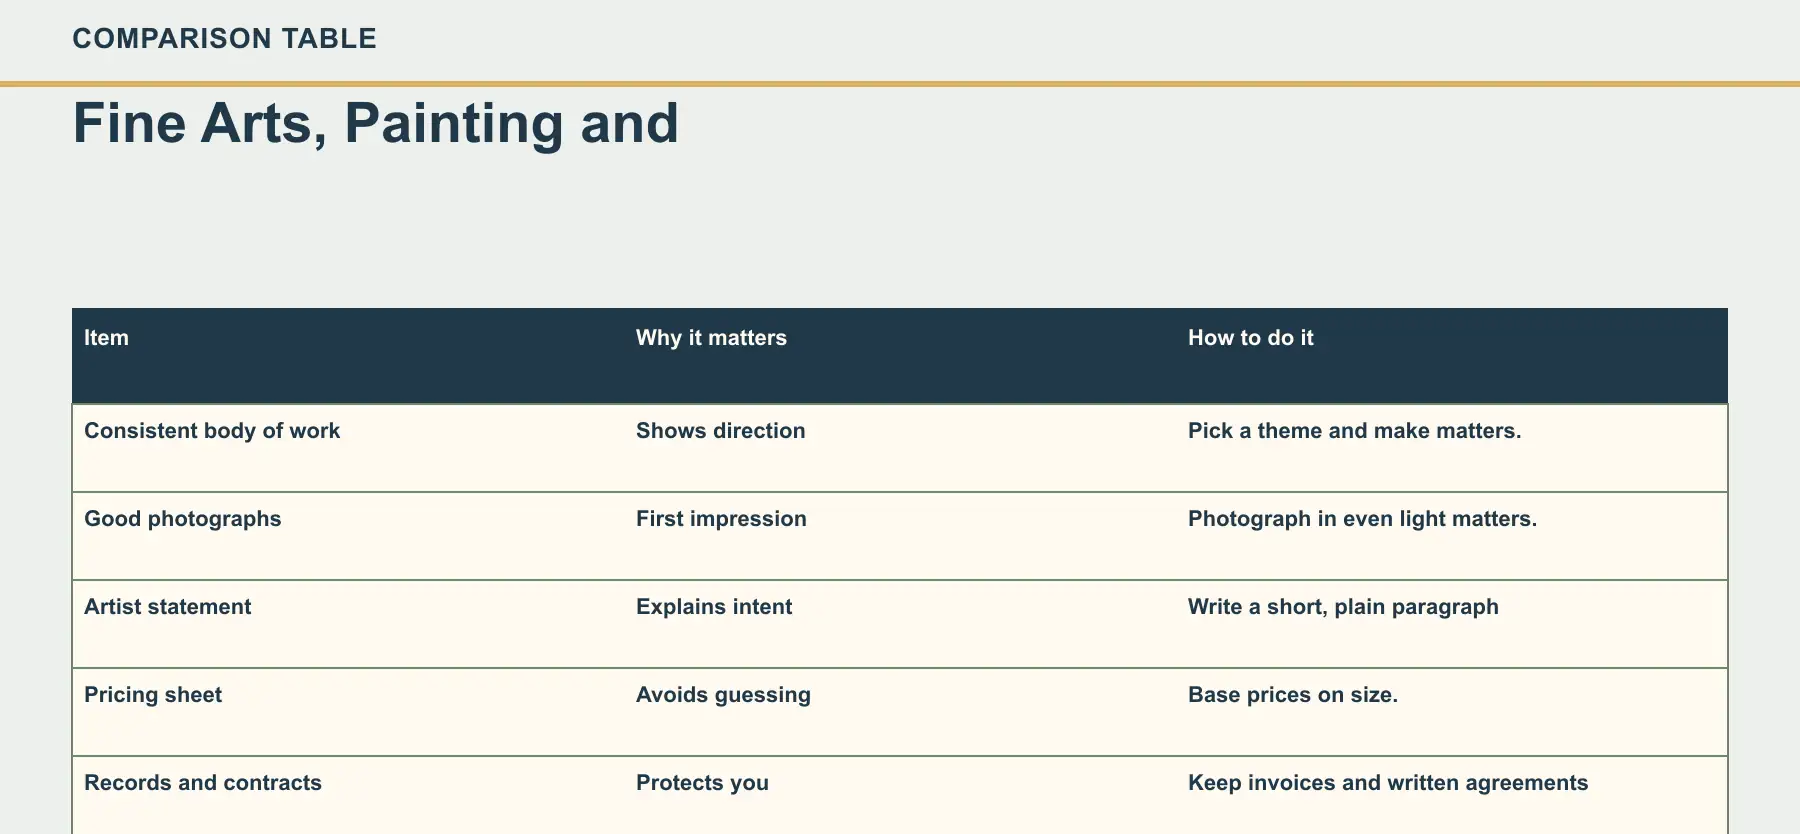 COMPARISON TABLE
Fine Arts, Painting and
Item Why it matters How to do it
Consistent body of work Shows direction Pick a theme and make matters.
Good photographs First impression Photograph in even light matters.
Artist statement Explains intent Write a short, plain paragraph
Pricing sheet Avoids guessing Base prices on size.
Records and contracts Protects you Keep invoices and written agreements